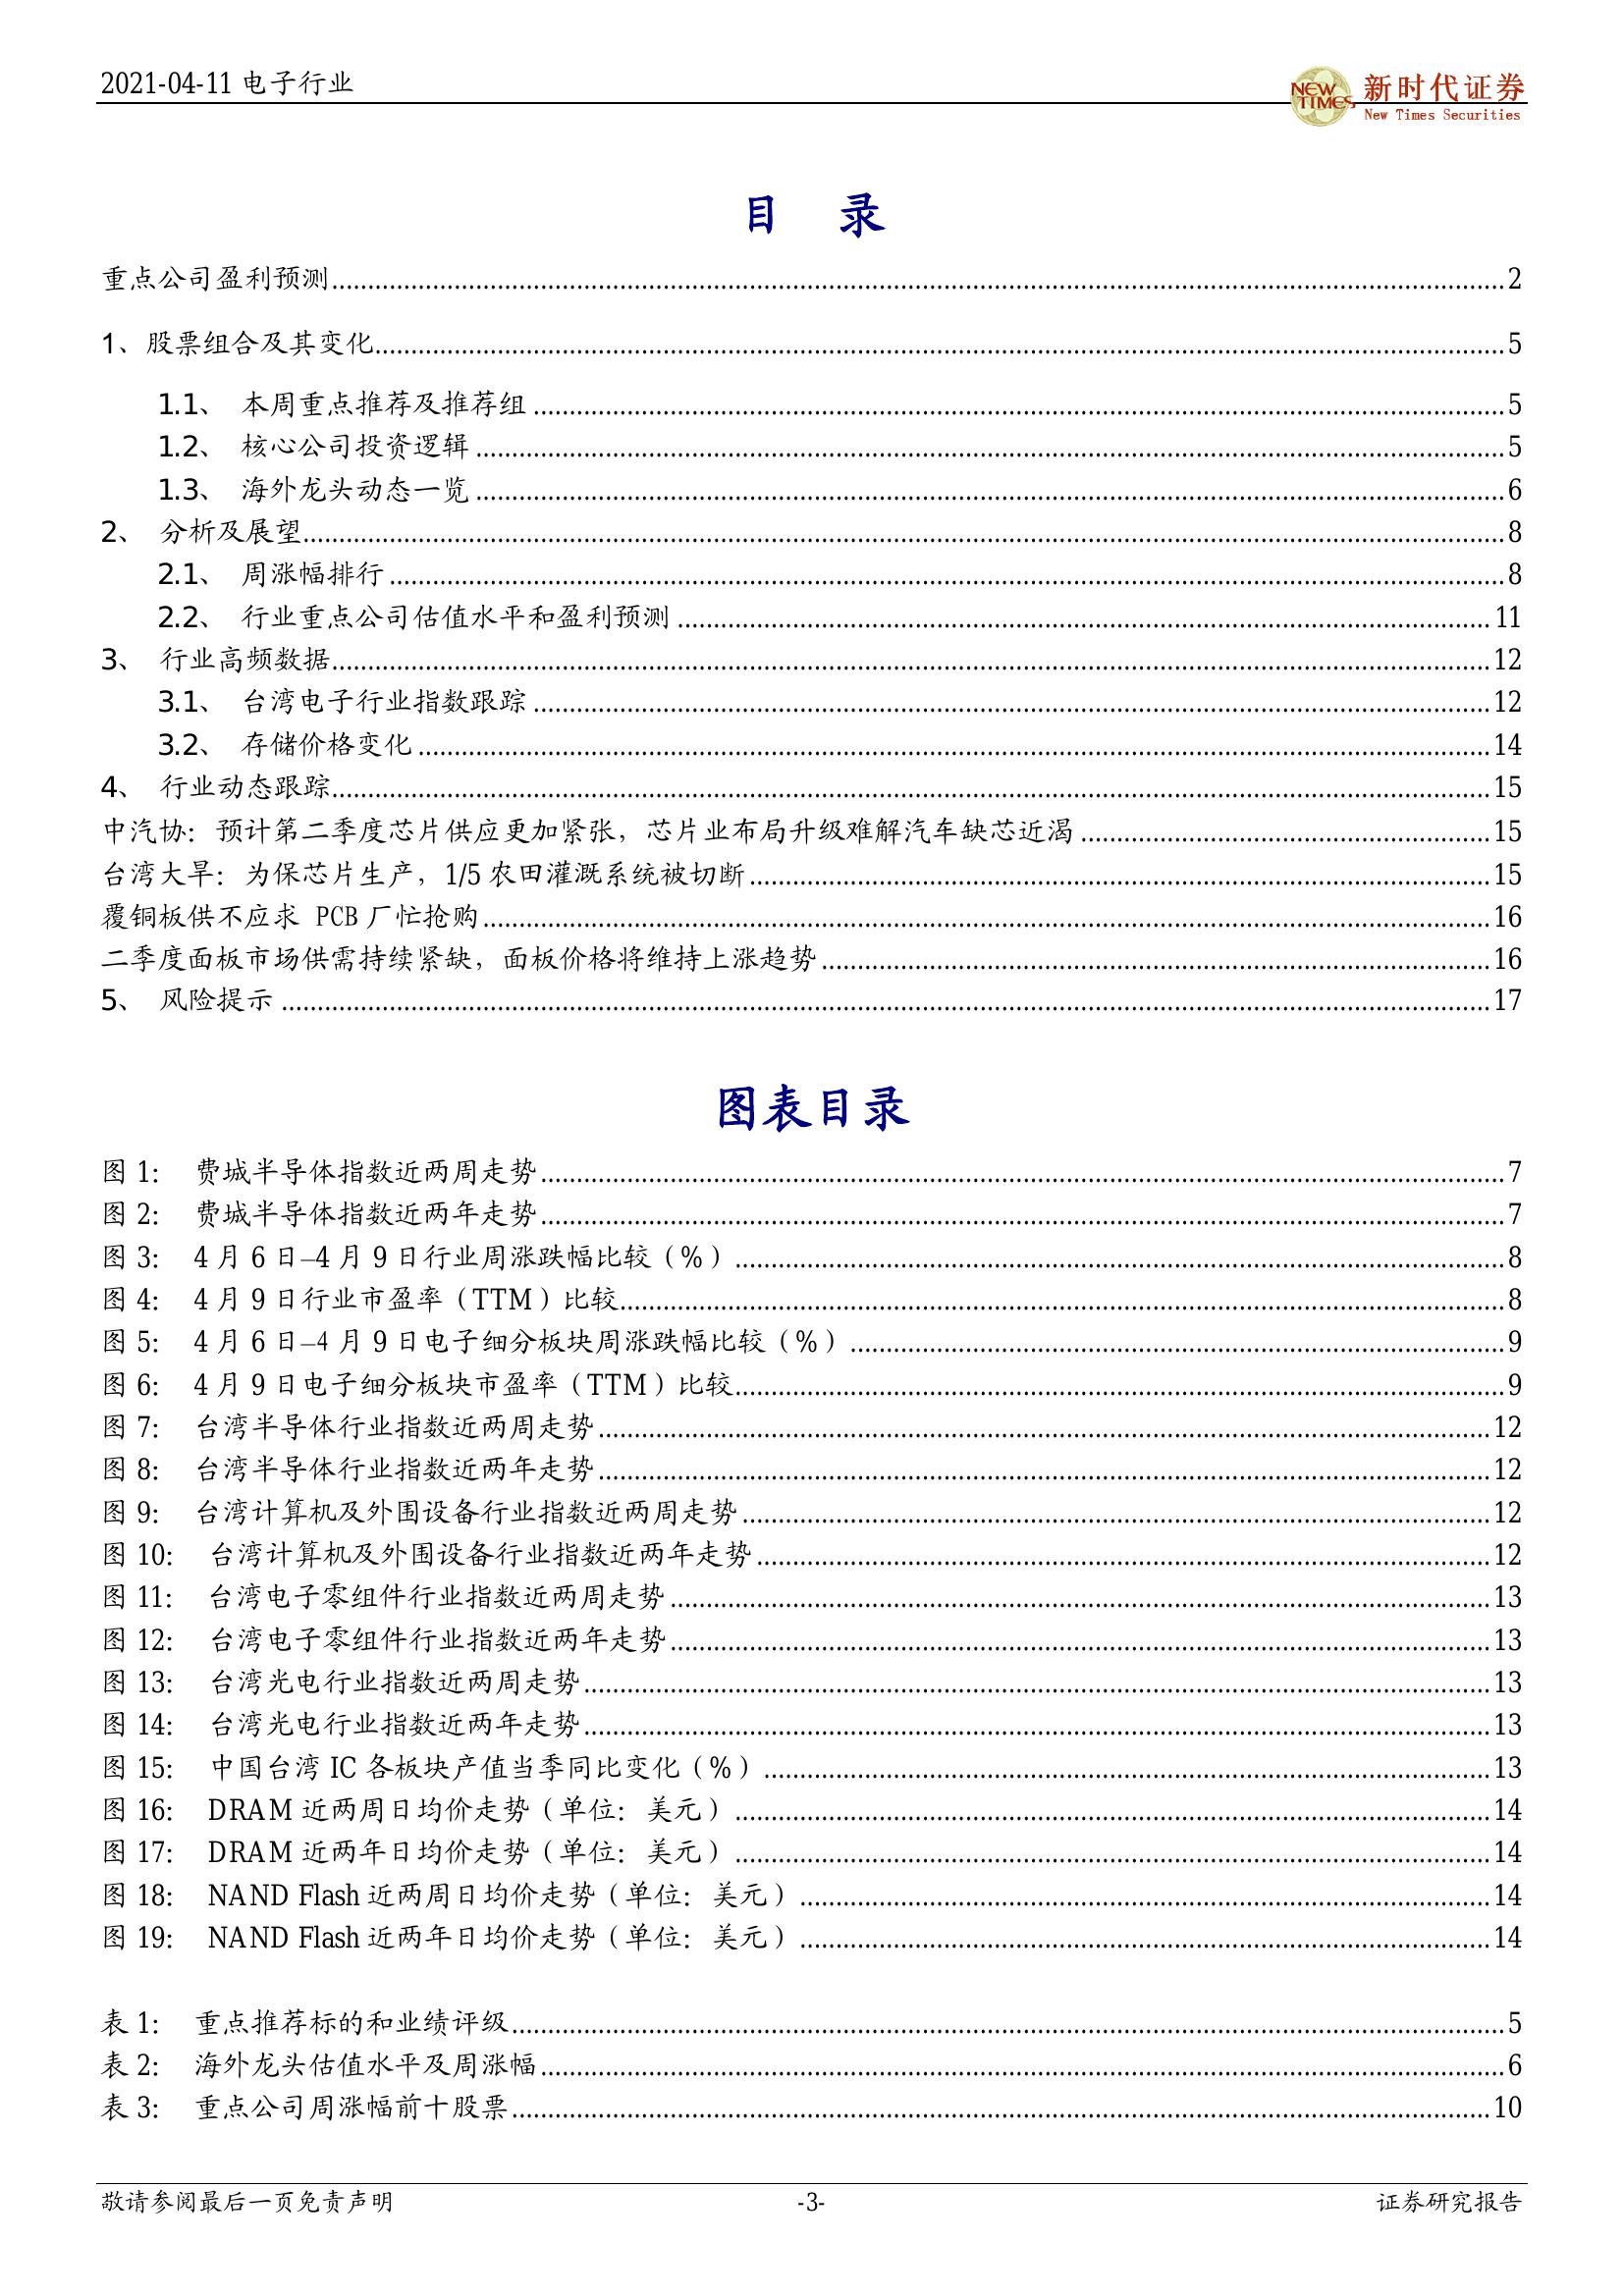 2021-04-11 电子行业
NEW TIMES
新时代证券
New Times Securities
目 录
重点公司盈利预测 2
1、股票组合及其变化 5
1.1、 本周重点推荐及推荐组 5
1.2、 核心公司投资逻辑 5
1.3、 海外龙头动态一览 6
2、 分析及展望 8
2.1、 周涨幅排行 8
2.2、 行业重点公司估值水平和盈利预测 11
3、 行业高频数据 12
3.1、 台湾电子行业指数跟踪 12
3.2、 存储价格变化 14
4、 行业动态跟踪 15
中汽协：预计第二季度芯片供应更加紧张，芯片业布局升级难解汽车缺芯近渴 15
台湾大旱：为保芯片生产，1/5 农田灌溉系统被切断 15
覆铜板供不应求 PCB 厂忙抢购 16
二季度面板市场供需持续紧缺，面板价格将维持上涨趋势 16
5、 风险提示 17
图表目录
图 1: 费城半导体指数近两周走势 7
图 2: 费城半导体指数近两年走势 7
图 3: 4 月 6 日–4 月 9 日行业周涨跌幅比较（%） 8
图 4: 4 月 9 日行业市盈率（TTM）比较 8
图 5: 4 月 6 日–4 月 9 日电子细分板块周涨跌幅比较（%） 9
图 6: 4 月 9 日电子细分板块市盈率（TTM）比较 9
图 7: 台湾半导体行业指数近两周走势 12
图 8: 台湾半导体行业指数近两年走势 12
图 9: 台湾计算机及外围设备行业指数近两周走势 12
图 10: 台湾计算机及外围设备行业指数近两年走势 12
图 11: 台湾电子零组件行业指数近两周走势 13
图 12: 台湾电子零组件行业指数近两年走势 13
图 13: 台湾光电行业指数近两周走势 13
图 14: 台湾光电行业指数近两年走势 13
图 15: 中国台湾 IC 各板块产值当季同比变化（%） 13
图 16: DRAM 近两周日均价走势（单位：美元） 14
图 17: DRAM 近两年日均价走势（单位：美元） 14
图 18: NAND Flash 近两周日均价走势（单位：美元） 14
图 19: NAND Flash 近两年日均价走势（单位：美元） 14
表 1: 重点推荐标的和业绩评级 5
表 2: 海外龙头估值水平及周涨幅 6
表 3: 重点公司周涨幅前十股票 10
敬请参阅最后一页免责声明 -3- 证券研究报告